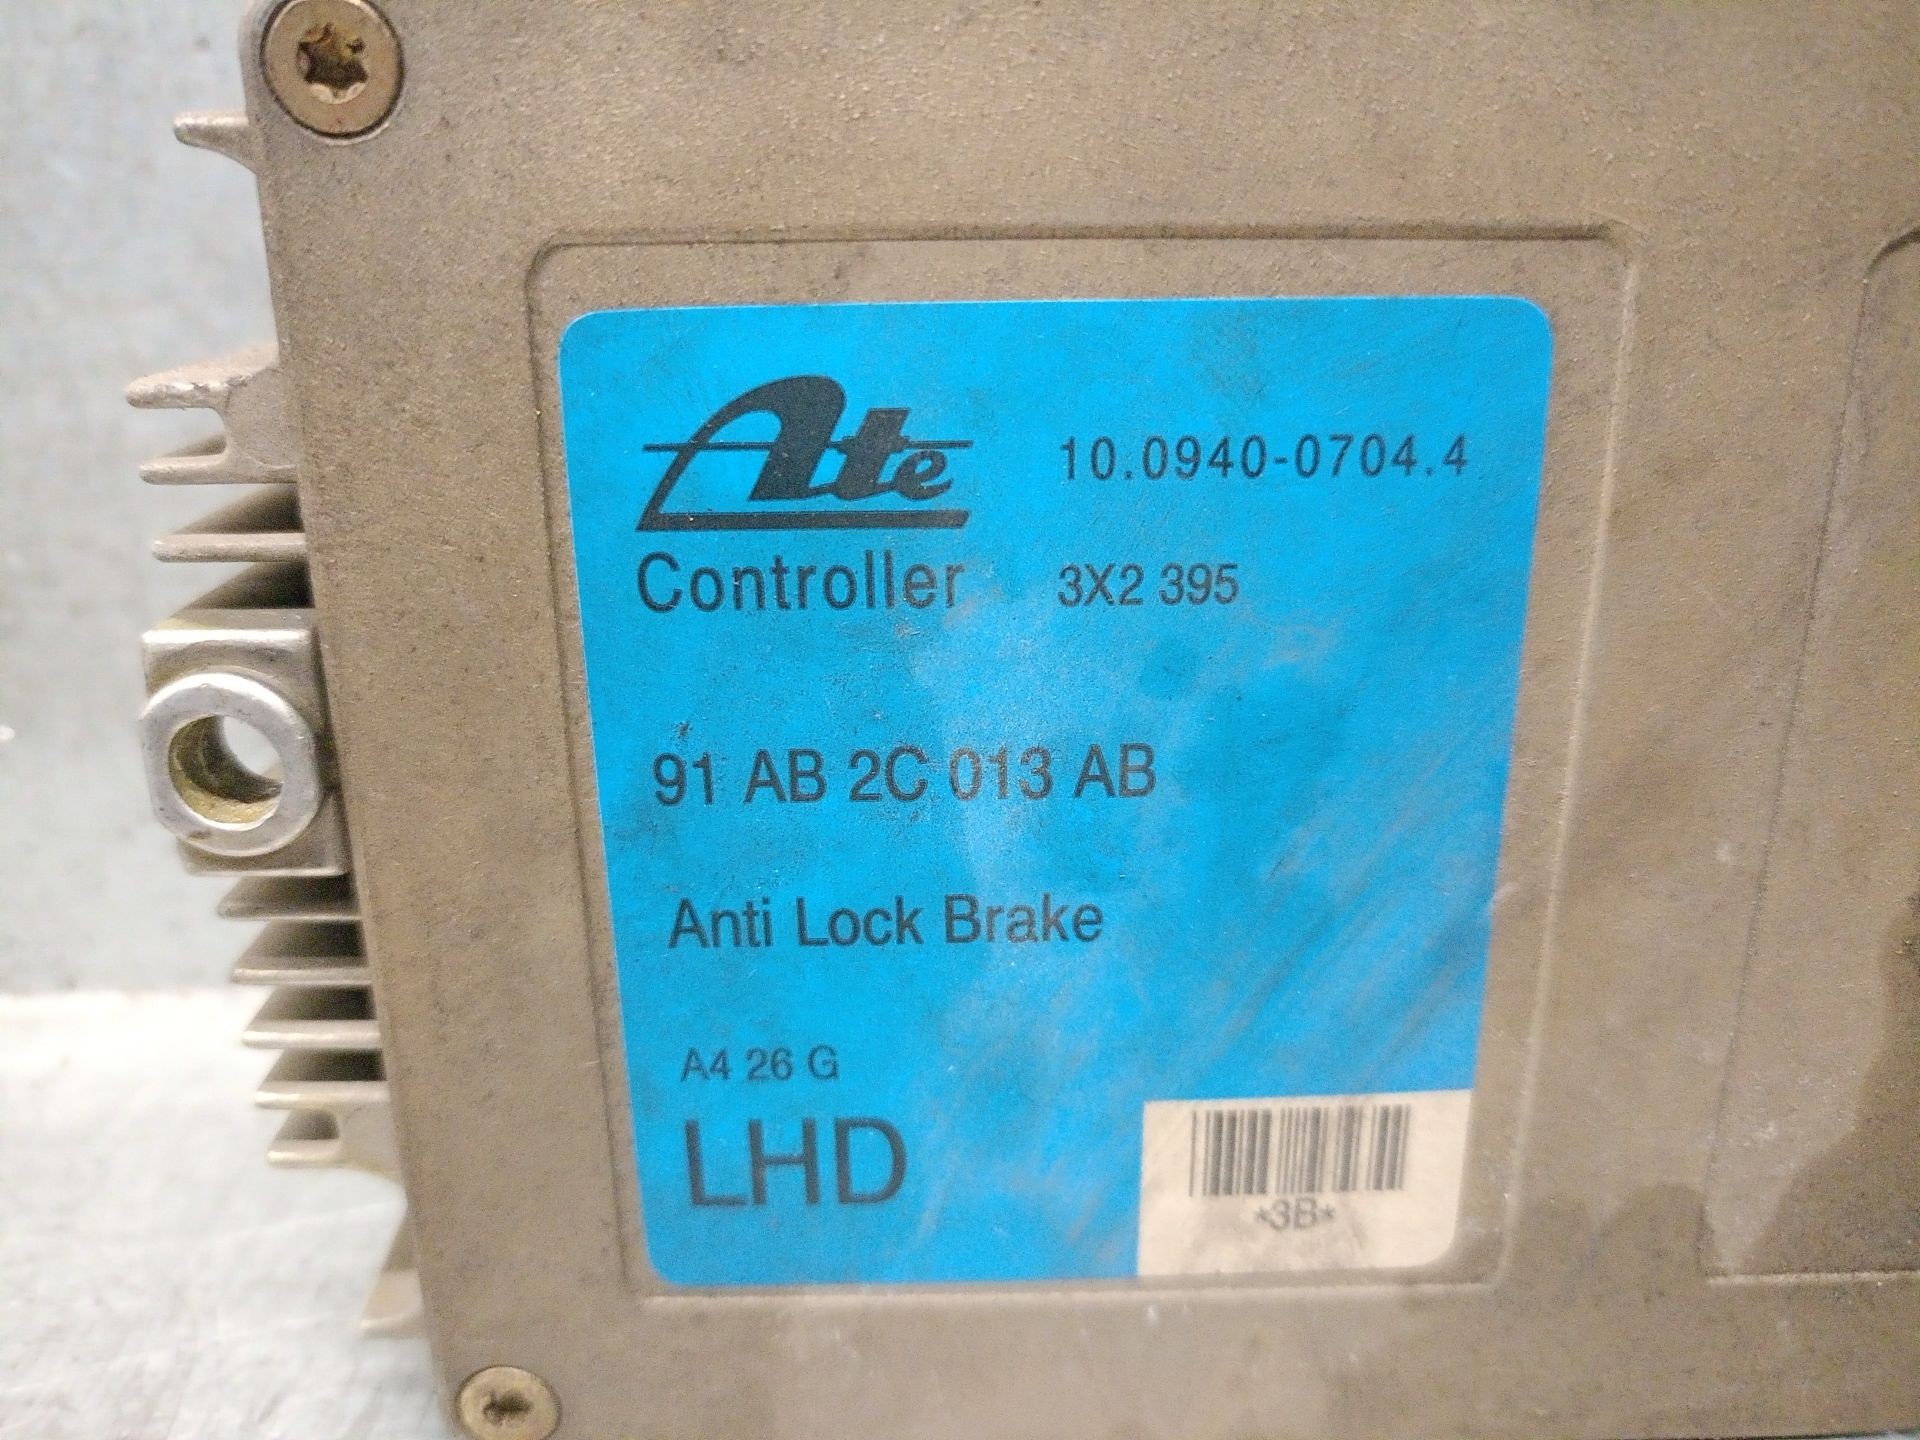 Ate 10.0940-0704.4
Controller 3X2 395
91 AB 2C 013 AB
Anti Lock Brake
A4 26 G
LHD
*3B*